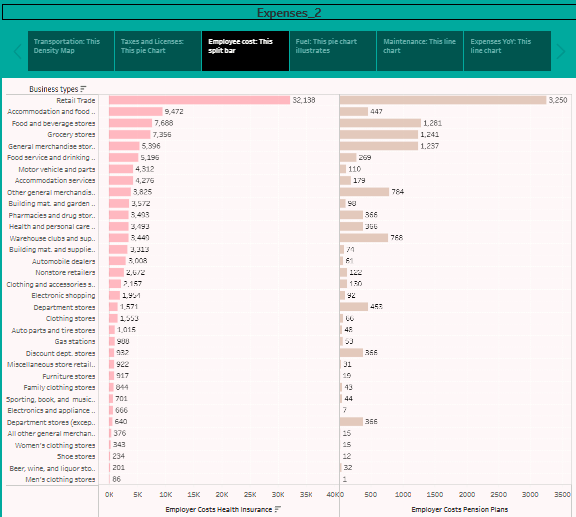 Expenses_2
Transportation: This Density Map
Taxes and Licenses: This pie Chart
Employee cost: This split bar
Fuel: This pie chart illustrates
Maintenance: This line chart
Expenses YoY: This line chart
Business types
Retail Trade 32,138 3,250
Accommodation and food .. 9,472 447
Food and beverage stores 7,688 1,281
Grocery stores 7,356 1,241
General merchandise stor.. 5,396 1,237
Food service and drinking .. 5,196 269
Motor vehicle and parts 4,312 110
Accommodation services 4,276 179
Other general merchandis.. 3,825 784
Building mat. and garden .. 3,572 98
Pharmacies and drug stor.. 3,493 366
Health and personal care .. 3,493 366
Warehouse clubs and sup.. 3,449 768
Building mat. and supplie.. 3,313 74
Automobile dealers 3,008 61
Nonstore retailers 2,672 122
Clothing and accessories s.. 2,157 130
Electronic shopping 1,954 92
Department stores 1,571 453
Clothing stores 1,553 66
Auto parts and tire stores 1,015 48
Gas stations 988 53
Discount dept. stores 932 366
Miscellaneous store retail.. 922 31
Furniture stores 917 19
Family clothing stores 844 43
Sporting, book, and music.. 701 44
Electronics and appliance .. 666 7
Department stores (excep.. 640 366
All other general merchan.. 376 15
Women's clothing stores 343 15
Shoe stores 234 12
Beer, wine, and liquor sto.. 201 32
Men's clothing stores 86 1
0K 5K 10K 15K 20K 25K 30K 35K 40K 0 500 1000 1500 2000 2500 3000 3500
Employer Costs Health Insurance Employer Costs Pension Plans